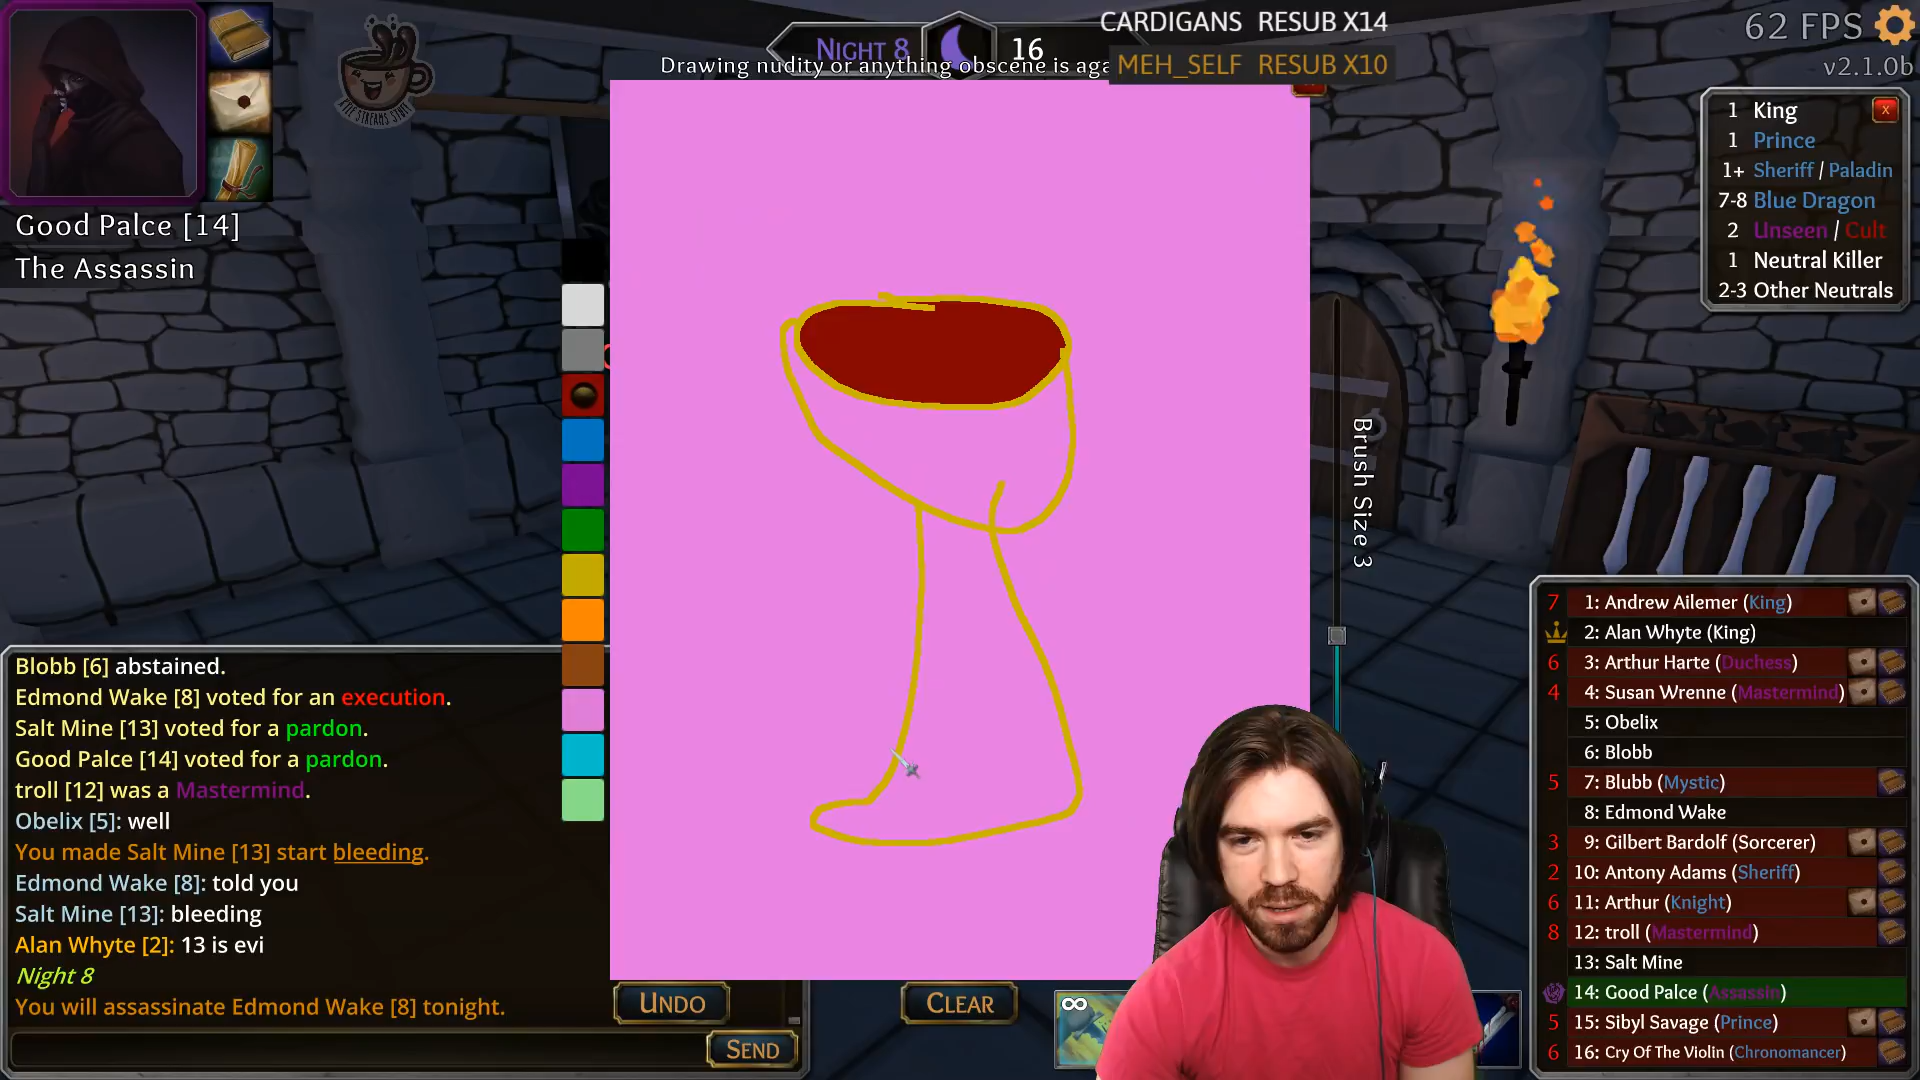 CARDIGANS RESUB X14
MEH_SELF RESUB X10
NIGHT 8
16
Drawing nudity or anything obscene is aga
62 FPS
v2.1.0b
KYLE STREAMS STUFF
Good Palce [14]
The Assassin
1 King
x
1 Prince
1+ Sheriff / Paladin
7-8 Blue Dragon
2 Unseen / Cult
1 Neutral Killer
2-3 Other Neutrals
Brush Size 3
Blobb [6] abstained.
Edmond Wake [8] voted for an execution.
Salt Mine [13] voted for a pardon.
Good Palce [14] voted for a pardon.
troll [12] was a Mastermind.
Obelix [5]: well
You made Salt Mine [13] start bleeding.
Edmond Wake [8]: told you
Salt Mine [13]: bleeding
Alan Whyte [2]: 13 is evi
Night 8
You will assassinate Edmond Wake [8] tonight.
SEND
UNDO
CLEAR
∞
7 1: Andrew Ailemer (King)
2: Alan Whyte (King)
6 3: Arthur Harte (Duchess)
4 4: Susan Wrenne (Mastermind)
5: Obelix
6: Blobb
5 7: Blubb (Mystic)
8: Edmond Wake
3 9: Gilbert Bardolf (Sorcerer)
2 10: Antony Adams (Sheriff)
6 11: Arthur (Knight)
8 12: troll (Mastermind)
13: Salt Mine
14: Good Palce (Assassin)
5 15: Sibyl Savage (Prince)
6 16: Cry Of The Violin (Chronomancer)